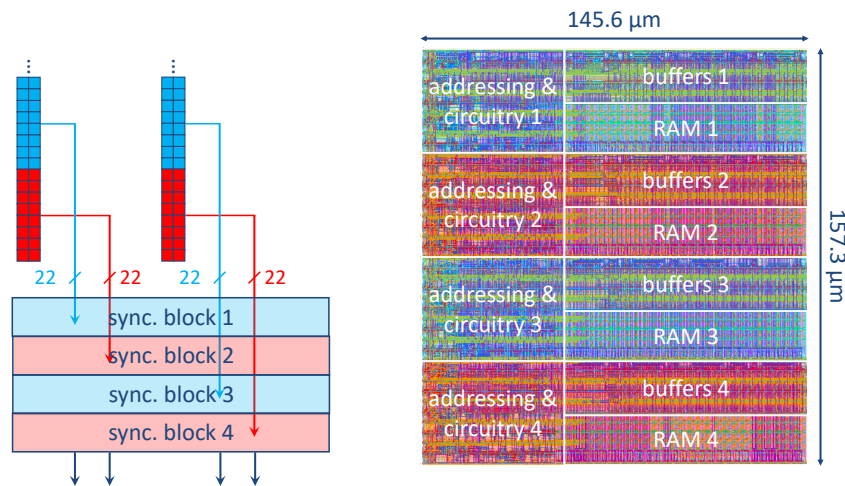 22
22
22
22
sync. block 1
sync. block 2
sync. block 3
sync. block 4
145.6 µm
addressing &
circuitry 1
buffers 1
RAM 1
addressing &
circuitry 2
buffers 2
RAM 2
addressing &
circuitry 3
buffers 3
RAM 3
addressing &
circuitry 4
buffers 4
RAM 4
157.3 µm